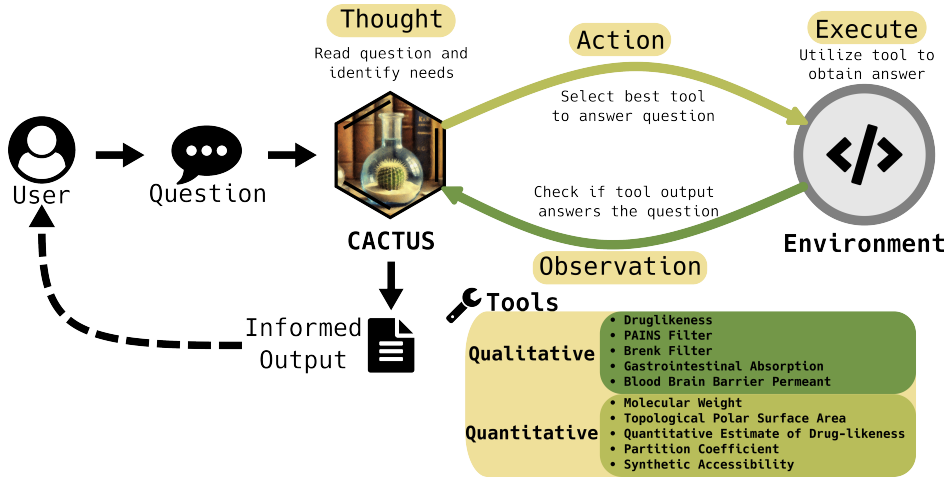 Thought
Read question and
identify needs
Action
Select best tool
to answer question
Execute
Utilize tool to
obtain answer
User
Question
CACTUS
Check if tool output
answers the question
Environment
Observation
Informed
Output
Tools
Qualitative
• Druglikeness
• PAINS Filter
• Brenk Filter
• Gastrointestinal Absorption
• Blood Brain Barrier Permeant
Quantitative
• Molecular Weight
• Topological Polar Surface Area
• Quantitative Estimate of Drug-likeness
• Partition Coefficient
• Synthetic Accessibility